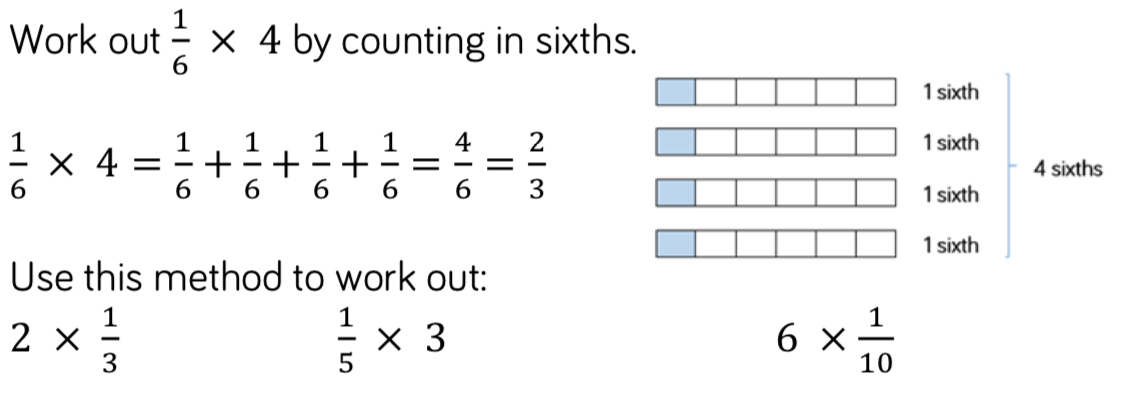 Work out 1/6 × 4 by counting in sixths.
1/6 × 4 = 1/6 + 1/6 + 1/6 + 1/6 = 4/6 = 2/3
1 sixth
1 sixth
1 sixth
1 sixth
4 sixths
Use this method to work out:
2 × 1/3 1/5 × 3 6 × 1/10